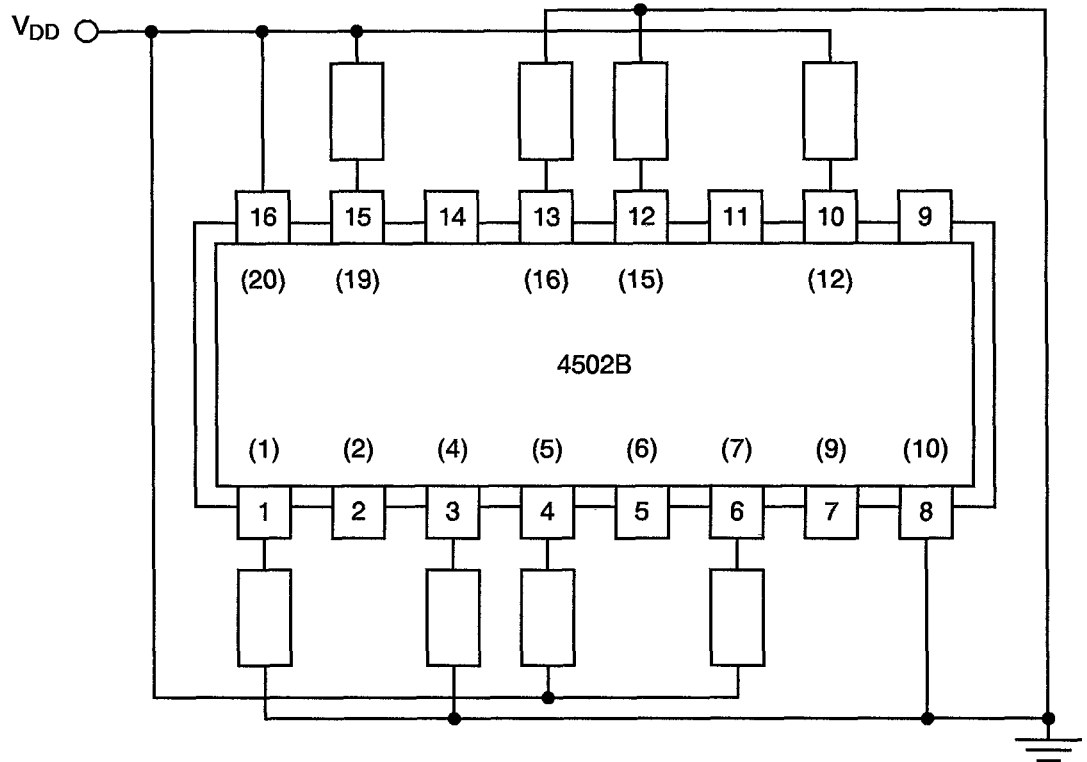 VDD
16 15 14 13 12 11 10 9
(20) (19) (16) (15) (12)
4502B
(1) (2) (4) (5) (6) (7) (9) (10)
1 2 3 4 5 6 7 8